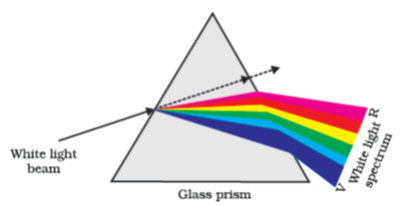 White light
beam
Glass prism
V White light R
spectrum